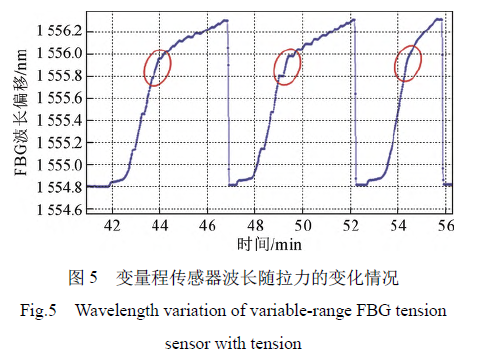 FBG波长偏移/nm
1 556.2
1 556.0
1 555.8
1 555.6
1 555.4
1 555.2
1 555.0
1 554.8
1 554.6
42 44 46 48 50 52 54 56
时间/min
图 5 变量程传感器波长随拉力的变化情况
Fig.5 Wavelength variation of variable-range FBG tension
sensor with tension